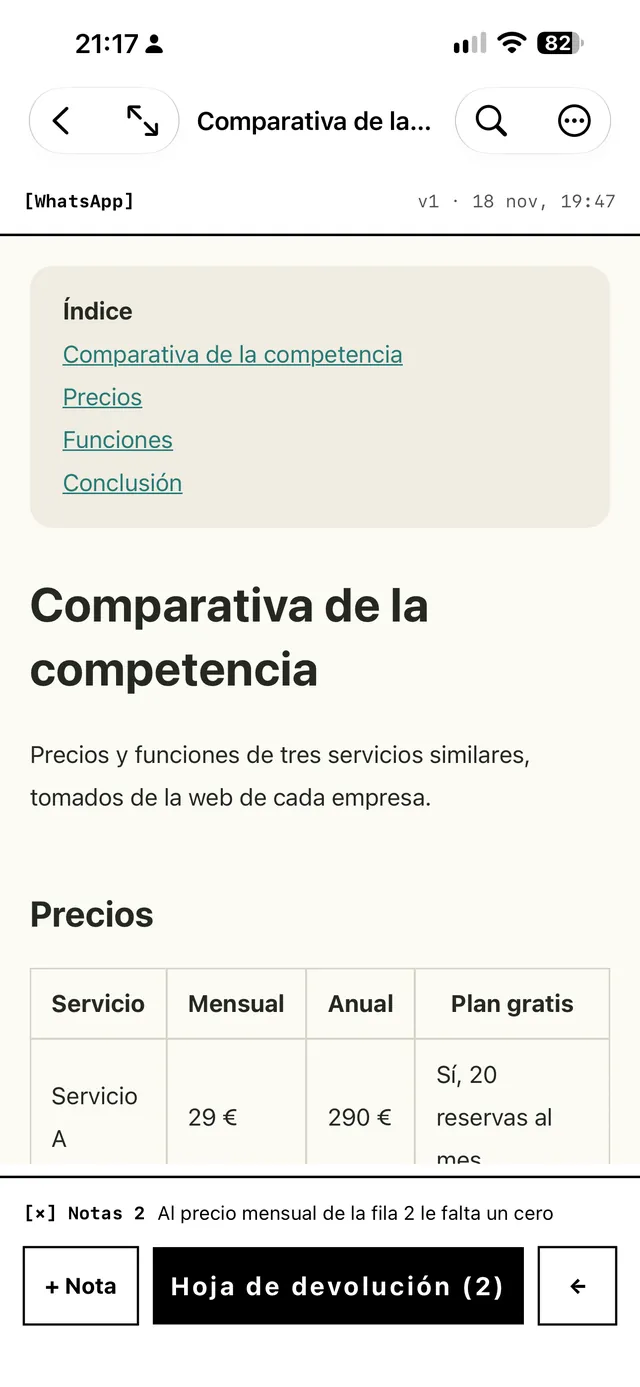 21:17
82
Comparativa de la...
[WhatsApp]
v1 · 18 nov, 19:47
Índice
Comparativa de la competencia
Precios
Funciones
Conclusión
Comparativa de la
competencia
Precios y funciones de tres servicios similares,
tomados de la web de cada empresa.
Precios
Servicio Mensual Anual Plan gratis
Servicio A 29 € 290 € Sí, 20 reservas al mes
[×] Notas 2 Al precio mensual de la fila 2 le falta un cero
+ Nota
Hoja de devolución (2)
←